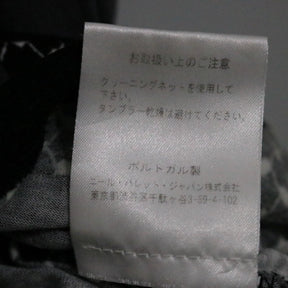 お取扱い上のご注意
クリーニングネットを使用して
下さい。
タンブラー乾燥は避けてください。
ポルトガル製
ニール・バレット・ジャパン株式会社
東京都渋谷区千駄ヶ谷3-59-4-102